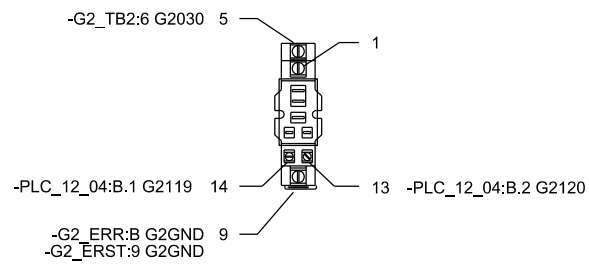 -G2_TB2:6 G2030 5
1
-PLC_12_04:B.1 G2119 14
13 -PLC_12_04:B.2 G2120
-G2_ERR:B G2GND 9
-G2_ERST:9 G2GND